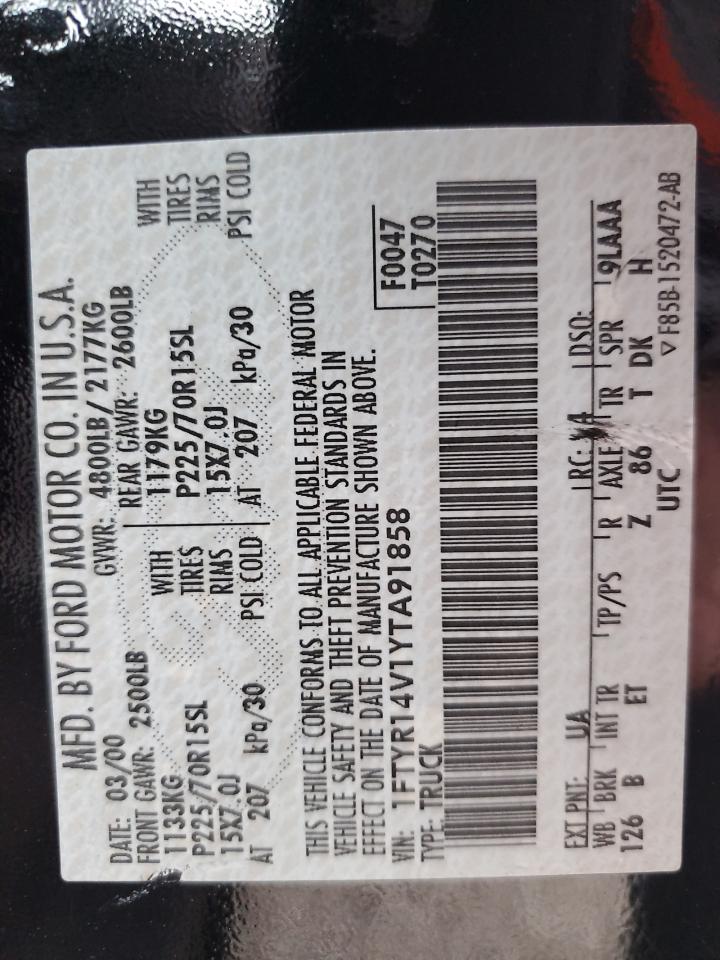 MFD. BY FORD MOTOR CO. IN U.S.A.
DATE: 03/00 GVWR: 4800LB/ 2177KG
FRONT GAWR: 2500LB REAR GAWR: 2600LB
1133KG WITH 1179KG WITH
P225/70R15SL TIRES P225/70R15SL TIRES
15X7.0J RIMS 15X7.0J RIMS
AT 207 kPa/30 PSI COLD AT 207 kPa/30 PSI COLD
THIS VEHICLE CONFORMS TO ALL APPLICABLE FEDERAL MOTOR
VEHICLE SAFETY AND THEFT PREVENTION STANDARDS IN
EFFECT ON THE DATE OF MANUFACTURE SHOWN ABOVE.
VIN: 1FTYR14V1YTA91858 F0047
TYPE: TRUCK T0270
EXT PNT: UA RC: DSO:
WB BRK INT TR TP/PS R AXLE TR SPR 9LAAA
126 B ET Z 86 T DK H
UTC ▽ F85B-1520472-AB